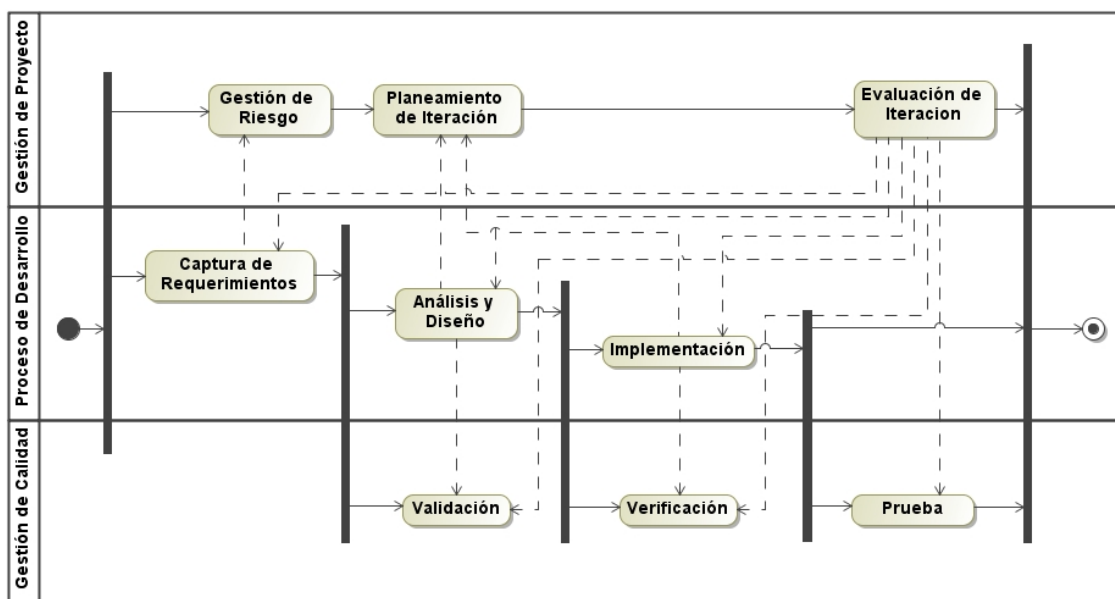 Gestión de Proyecto
Gestión de
Riesgo
Planeamiento
de Iteración
Evaluación de
Iteracion
Proceso de Desarrollo
Captura de
Requerimientos
Análisis y
Diseño
Implementación
Gestión de Calidad
Validación
Verificación
Prueba